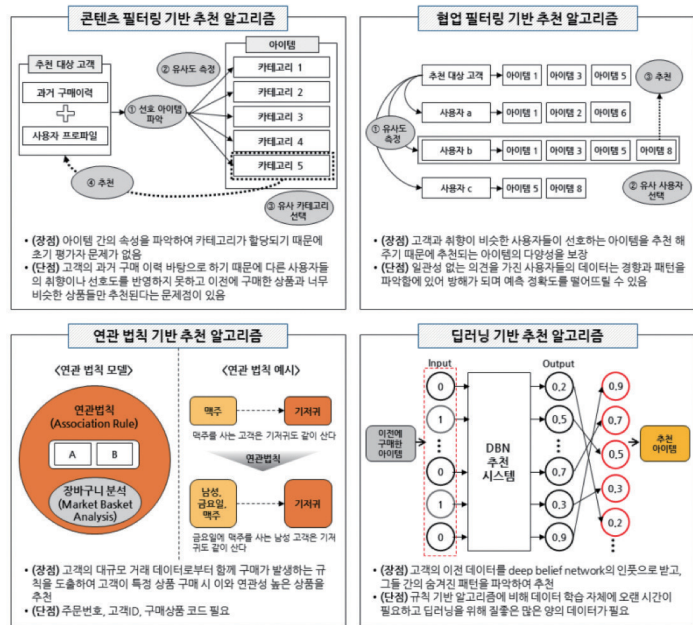 콘텐츠 필터링 기반 추천 알고리즘
추천 대상 고객
과거 구매이력
사용자 프로파일
① 선호 아이템
파악
② 유사도 측정
아이템
카테고리 1
카테고리 2
카테고리 3
카테고리 4
카테고리 5
④ 추천
③ 유사 카테고리
선택
• (장점) 아이템 간의 속성을 파악하여 카테고리가 할당되기 때문에
초기 평가자 문제가 없음
• (단점) 고객의 과거 구매 이력 바탕으로 하기 때문에 다른 사용자들
의 취향이나 선호도를 반영하지 못하고 이전에 구매한 상품과 너무
비슷한 상품들만 추천된다는 문제점이 있음
협업 필터링 기반 추천 알고리즘
추천 대상 고객
아이템 1
아이템 3
아이템 5
③ 추천
사용자 a
아이템 1
아이템 2
아이템 6
① 유사도
측정
사용자 b
아이템 1
아이템 3
아이템 5
아이템 8
사용자 c
아이템 5
아이템 8
② 유사 사용자
선택
• (장점) 고객과 취향이 비슷한 사용자들이 선호하는 아이템을 추천 해
주기 때문에 추천되는 아이템의 다양성을 보장
• (단점) 일관성 없는 의견을 가진 사용자들의 데이터는 경향과 패턴을
파악함에 있어 방해가 되며 예측 정확도를 떨어드릴 수 있음
연관 법칙 기반 추천 알고리즘
<연관 법칙 모델>
연관법칙
(Association Rule)
A
B
장바구니 분석
(Market Basket
Analysis)
<연관 법칙 예시>
맥주
기저귀
맥주를 사는 고객은 기저귀도 같이 산다
연관법칙
남성,
금요일,
맥주
기저귀
금요일에 맥주를 사는 남성 고객은 기저
귀도 같이 산다
• (장점) 고객의 대규모 거래 데이터로부터 함께 구매가 발생하는 규
칙을 도출하여 고객이 특정 상품 구매 시 이와 연관성 높은 상품을
추천
• (단점) 주문번호, 고객ID, 구매상품 코드 필요
딥러닝 기반 추천 알고리즘
Input
Output
이전에
구매한
아이템
0
1
0
1
0
DBN
추천
시스템
0,2
0,5
0,7
0,3
0,9
0,9
0,7
0,5
0,3
0,2
추천
아이템
• (장점) 고객의 이전 데이터를 deep belief network의 인풋으로 받고,
그들 간의 숨겨진 패턴을 파악하여 추천
• (단점) 규칙 기반 알고리즘에 비해 데이터 학습 자체에 오랜 시간이
필요하고 딥러닝을 위해 질좋은 많은 양의 데이터가 필요